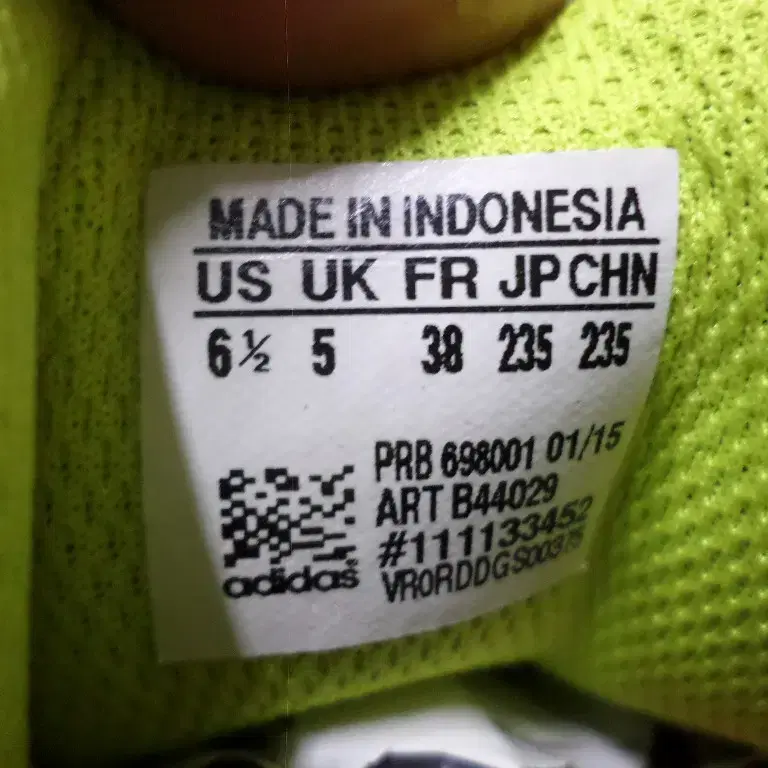 MADE IN INDONESIA
US UK FR JP CHN
6½ 5 38 235 235
PRB 698001 01/15
ART B44029
#111133452
VR0RDDGS00375
adidas